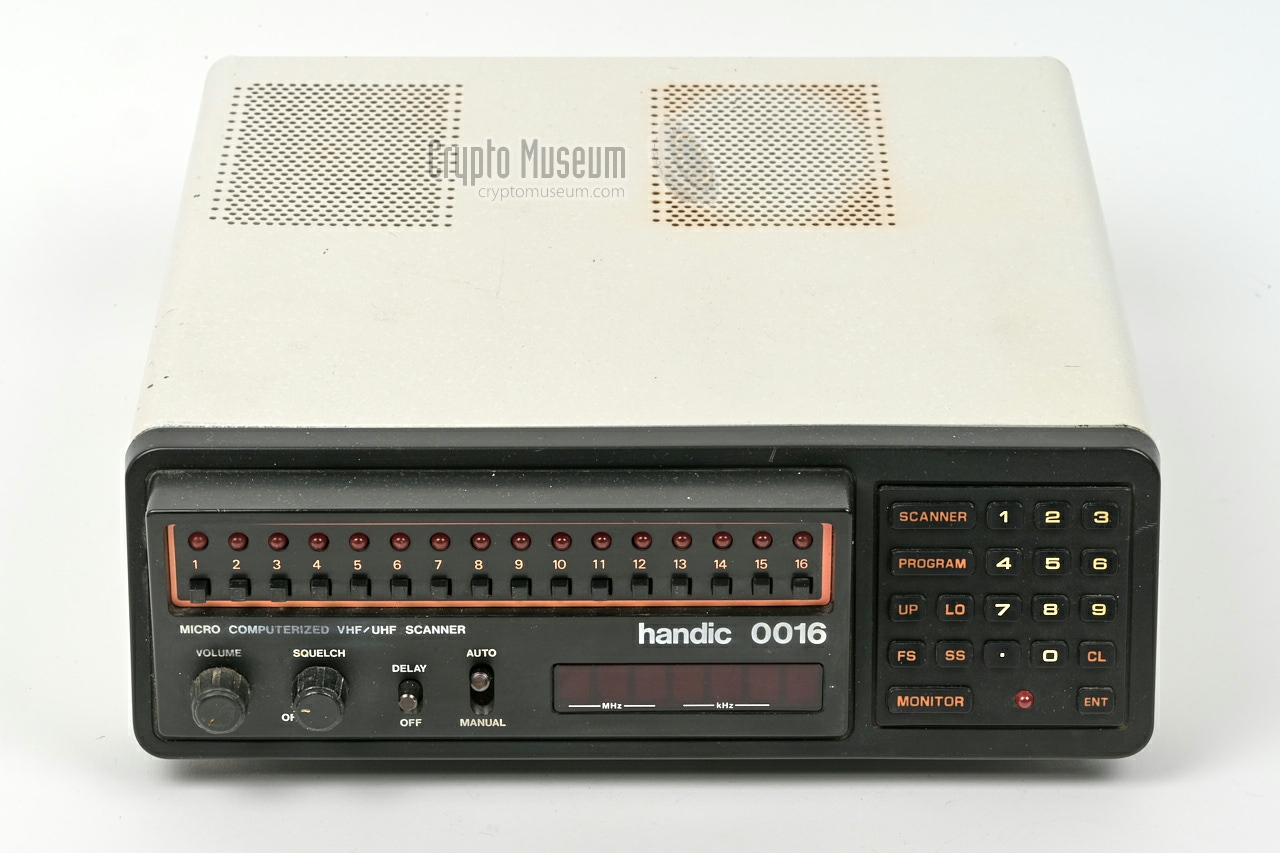 Crypto Museum
cryptomuseum.com
1 2 3 4 5 6 7 8 9 10 11 12 13 14 15 16
MICRO COMPUTERIZED VHF/UHF SCANNER
handic 0016
VOLUME
SQUELCH
DELAY
OFF
AUTO
MANUAL
MHz
kHz
SCANNER 1 2 3
PROGRAM 4 5 6
UP LO 7 8 9
FS SS · 0 CL
MONITOR ENT